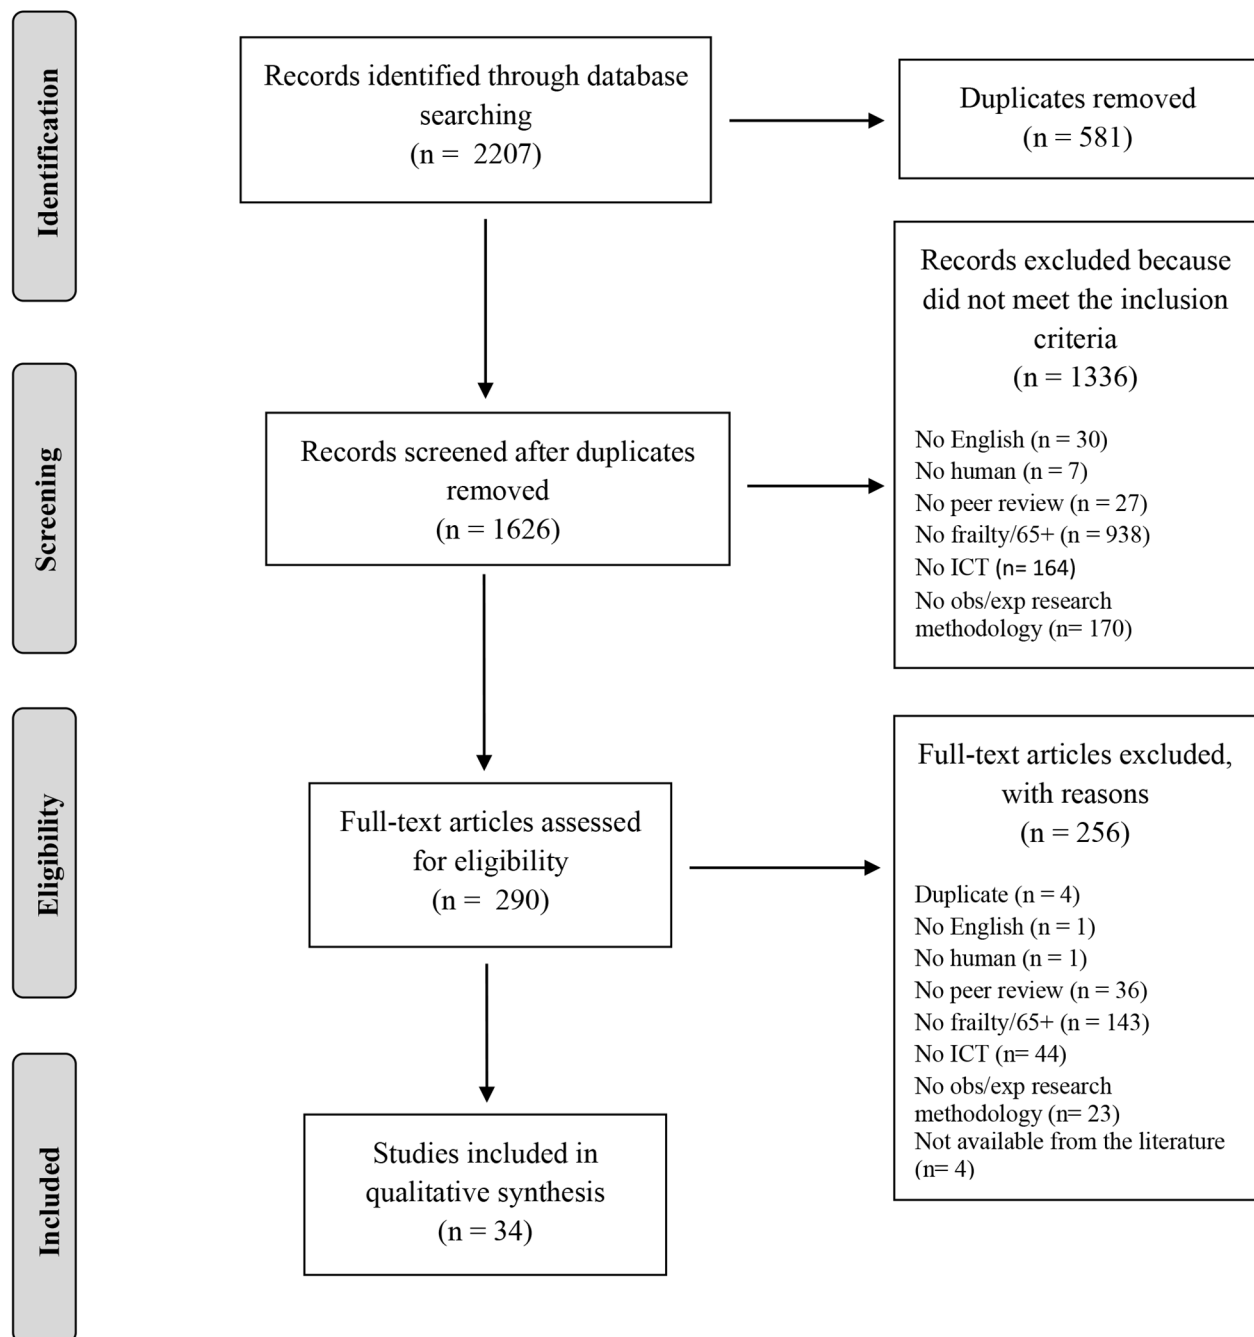 Identification
Records identified through database
searching
(n =  2207)
Duplicates removed
(n = 581)
Records excluded because
did not meet the inclusion
criteria
(n = 1336)
No English (n = 30)
No human (n = 7)
No peer review (n = 27)
No frailty/65+ (n = 938)
No ICT (n= 164)
No obs/exp research
methodology (n= 170)
Screening
Records screened after duplicates
removed
(n = 1626)
Eligibility
Full-text articles assessed
for eligibility
(n =  290)
Full-text articles excluded,
with reasons
(n = 256)
Duplicate (n = 4)
No English (n = 1)
No human (n = 1)
No peer review (n = 36)
No frailty/65+ (n = 143)
No ICT (n= 44)
No obs/exp research
methodology (n= 23)
Not available from the literature
(n= 4)
Included
Studies included in
qualitative synthesis
(n = 34)